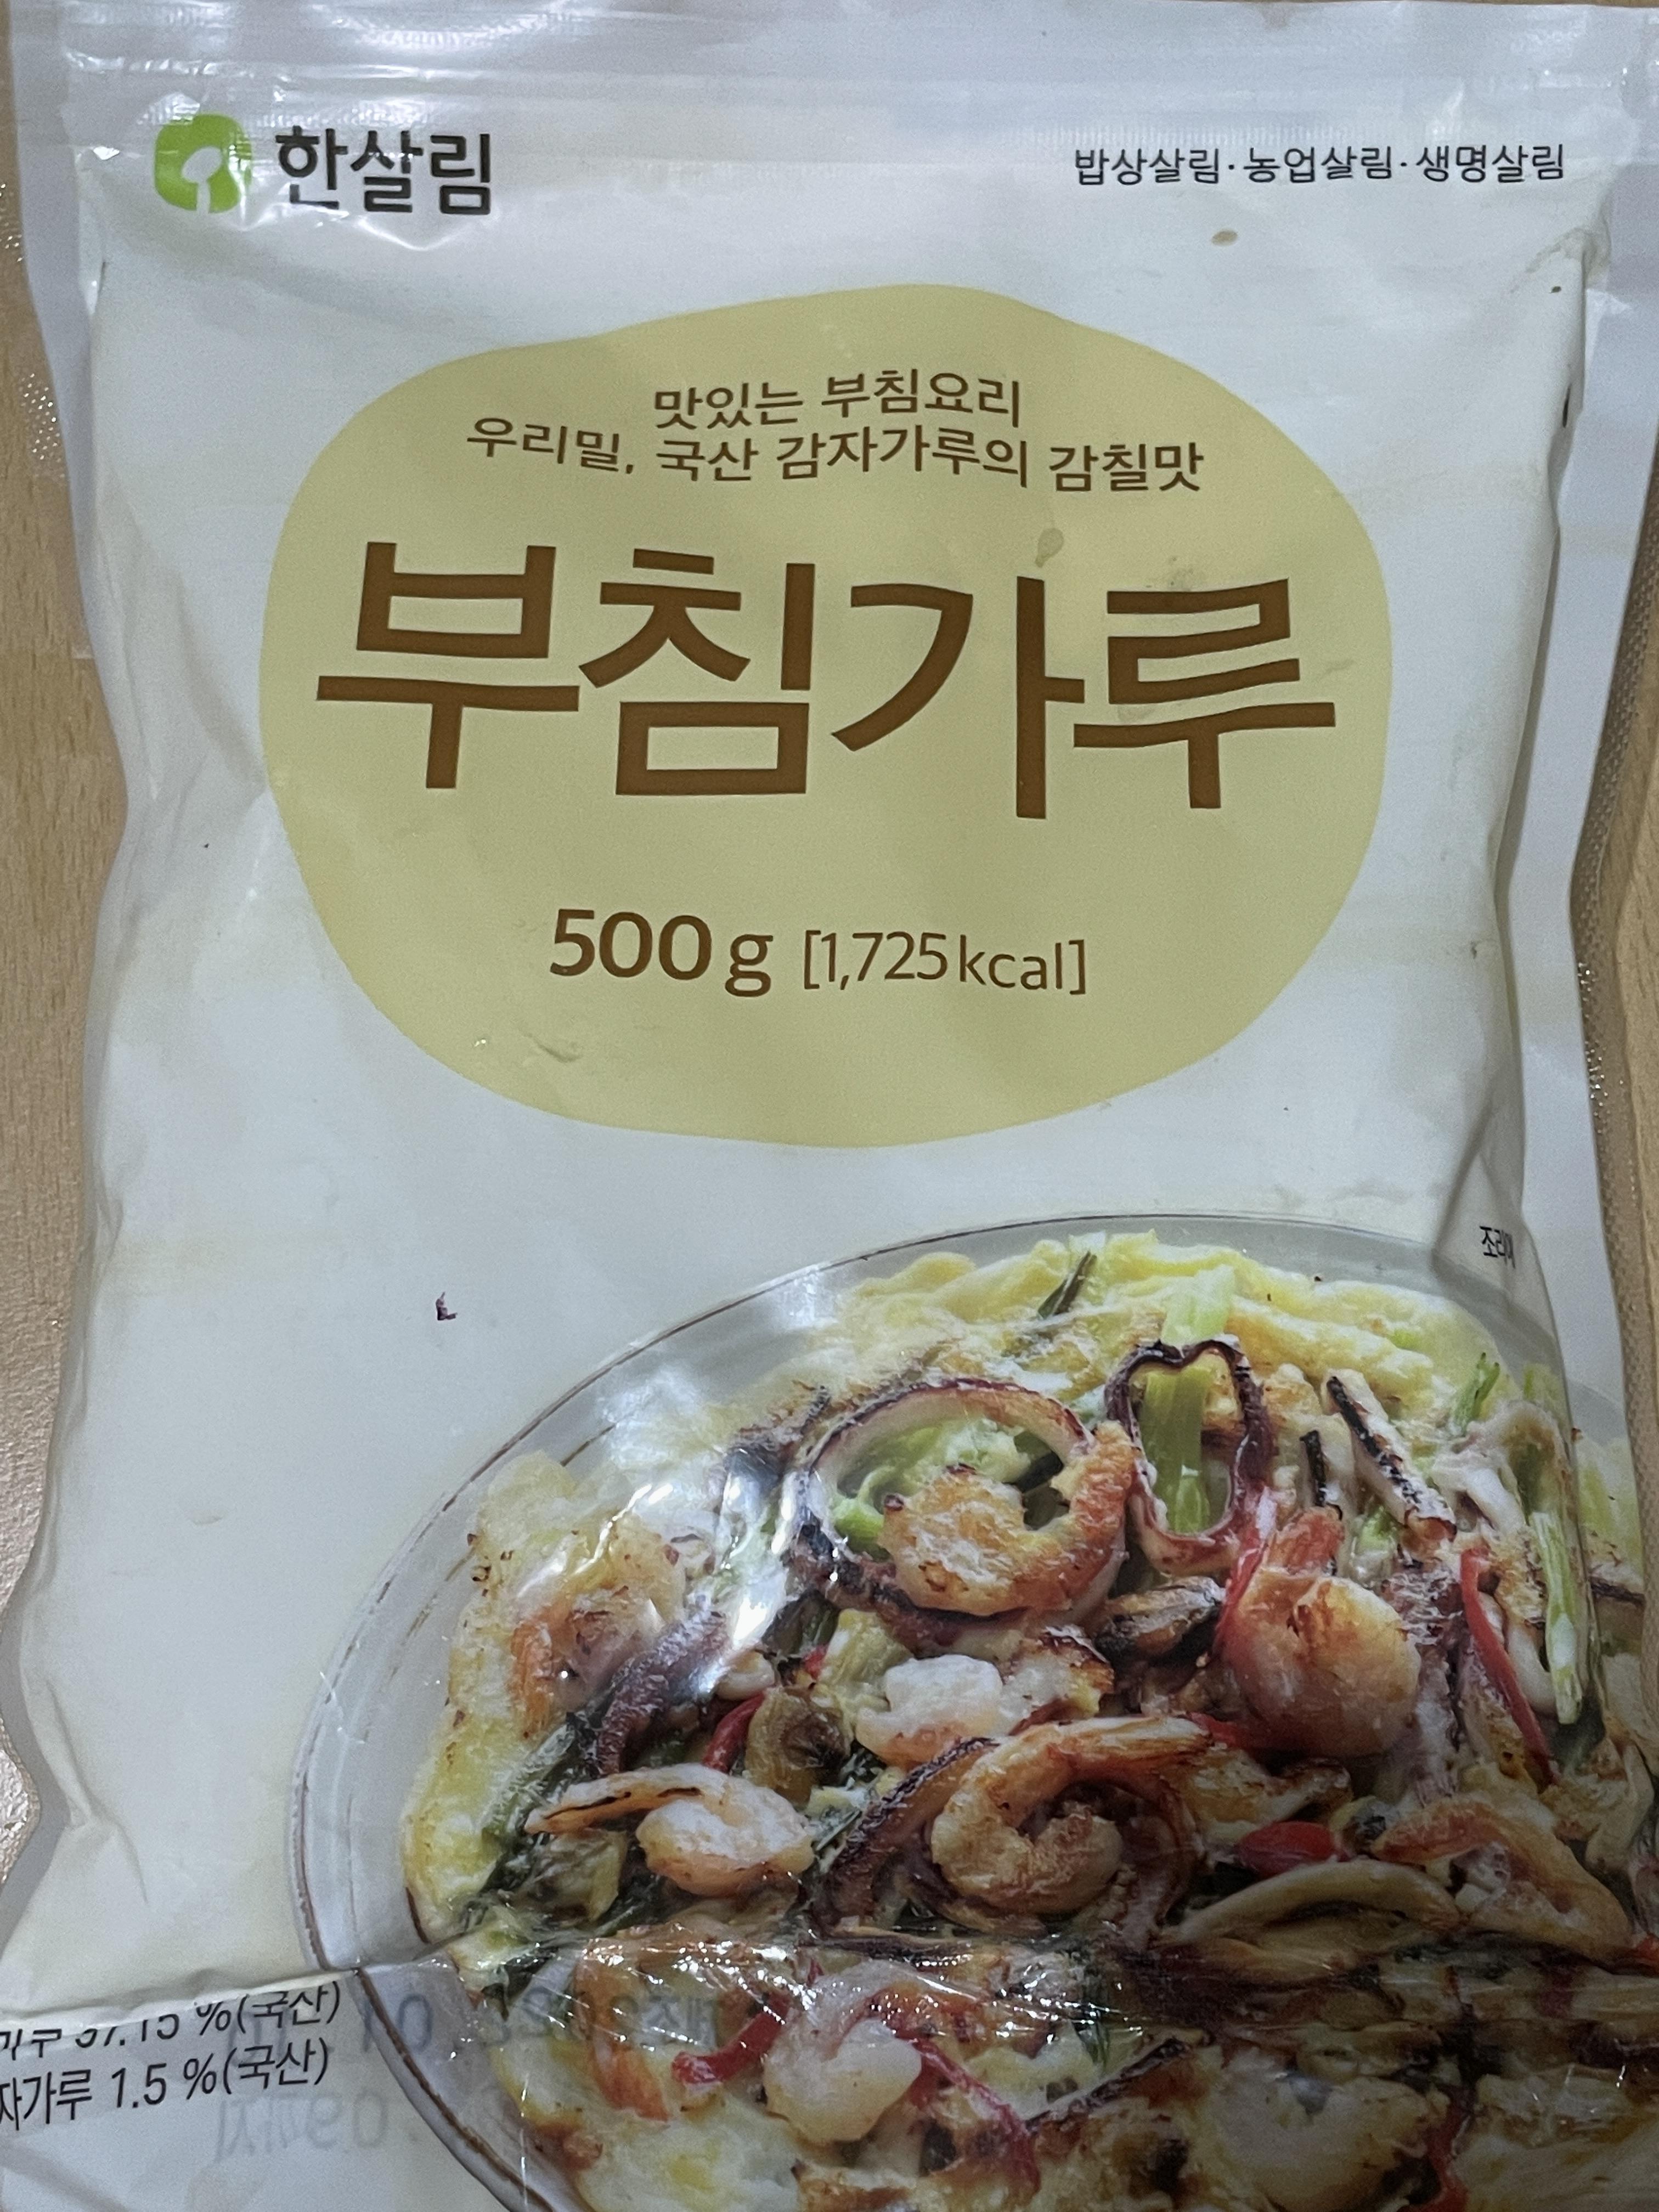 한살림
밥상살림·농업살림·생명살림
맛있는 부침요리
우리밀, 국산 감자가루의 감칠맛
부침가루
500g [1,725kcal]
%(국산)
자가루 1.5 %(국산)